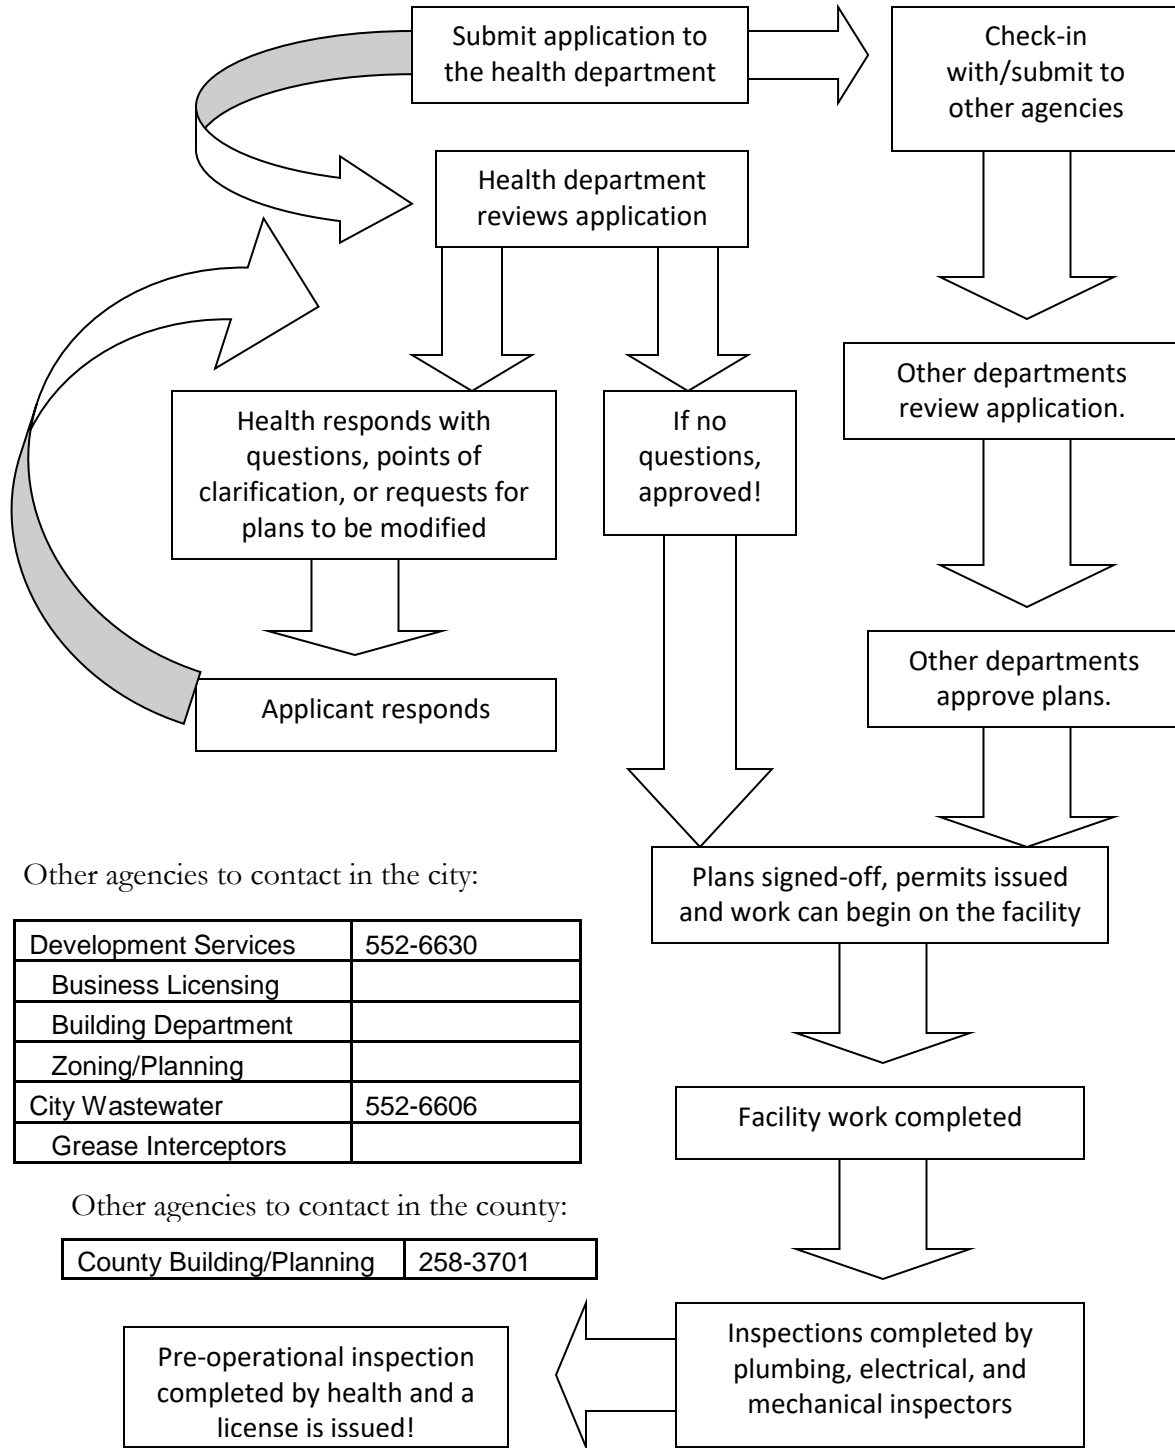 Submit application to
the health department
Check-in
with/submit to
other agencies
Health department
reviews application
Other departments
review application.
Health responds with
questions, points of
clarification, or requests for
plans to be modified
If no
questions,
approved!
Other departments
approve plans.
Applicant responds
Other agencies to contact in the city:
Plans signed-off, permits issued
and work can begin on the facility
Development Services 552-6630
Business Licensing
Building Department
Zoning/Planning
City Wastewater 552-6606
Grease Interceptors
Facility work completed
Other agencies to contact in the county:
County Building/Planning 258-3701
Inspections completed by
plumbing, electrical, and
mechanical inspectors
Pre-operational inspection
completed by health and a
license is issued!